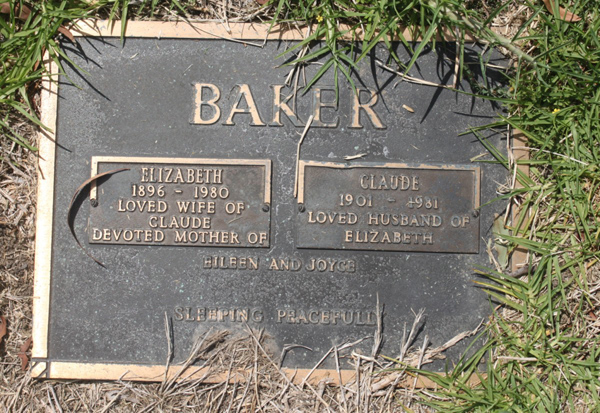 BAKER
ELIZABETH
1896 - 1980
LOVED WIFE OF
CLAUDE
DEVOTED MOTHER OF
CLAUDE
1901 - 1981
LOVED HUSBAND OF
ELIZABETH
EILEEN AND JOYCE
SLEEPING PEACEFULLY